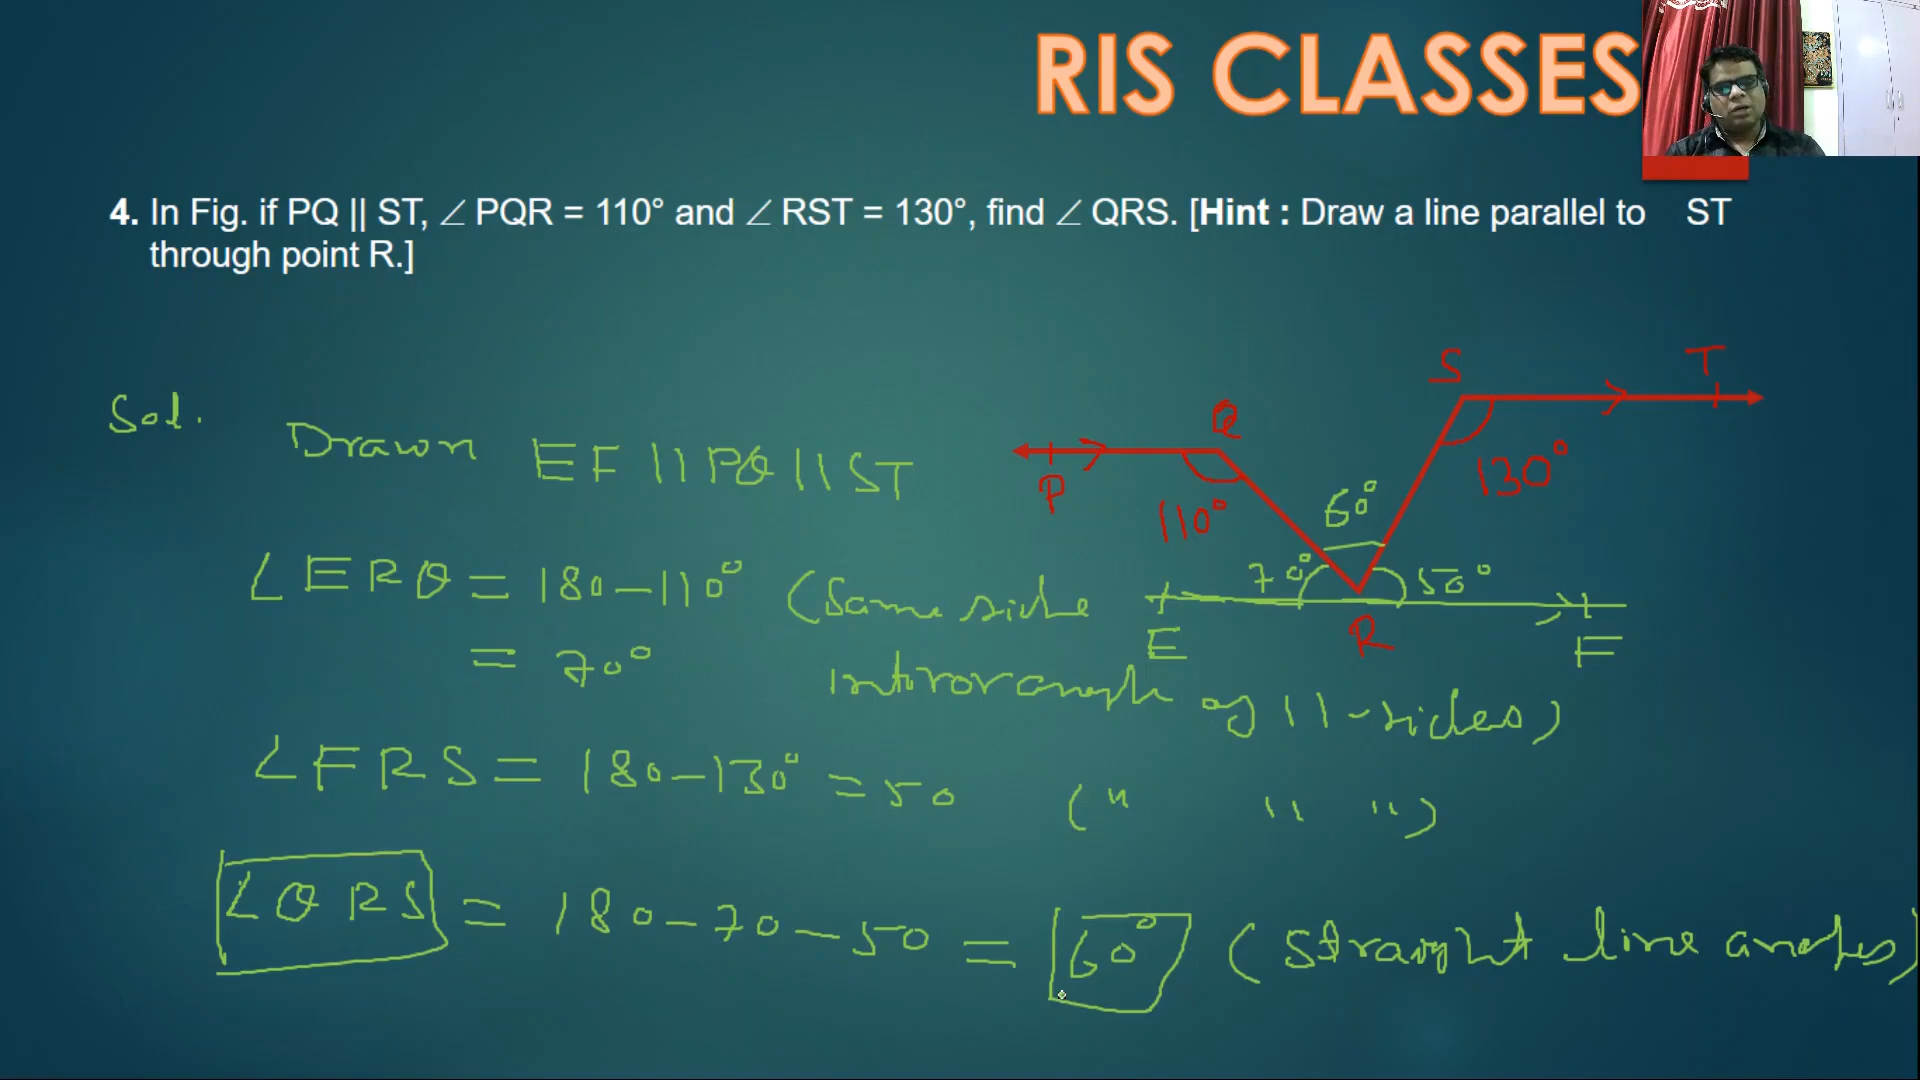 RIS CLASSES
4. In Fig. if PQ || ST, ∠ PQR = 110° and ∠ RST = 130°, find ∠ QRS. [Hint : Draw a line parallel to ST
through point R.]
Sol.
Drawn EF || PQ || ST
∠ERQ = 180-110° (Same side
= 70° interior angle of ||-sides)
∠FRS = 180-130° = 50 (" " ")
∠QRS = 180-70-50 = 60° (straight line angles)
S T
Q
P
110°
130°
60°
70° 50°
E R F